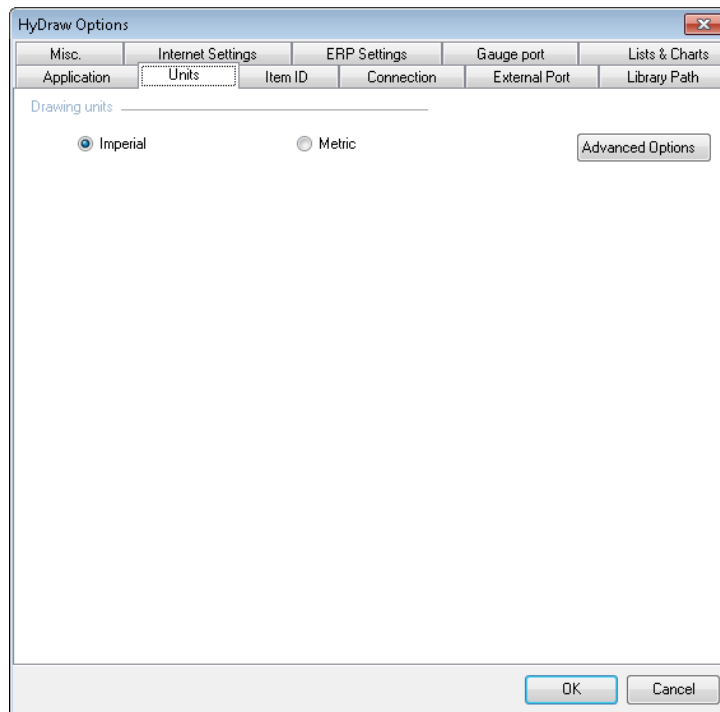 HyDraw Options
Misc. Internet Settings ERP Settings Gauge port Lists & Charts
Application Units Item ID Connection External Port Library Path
Drawing units
Imperial Metric Advanced Options
OK Cancel